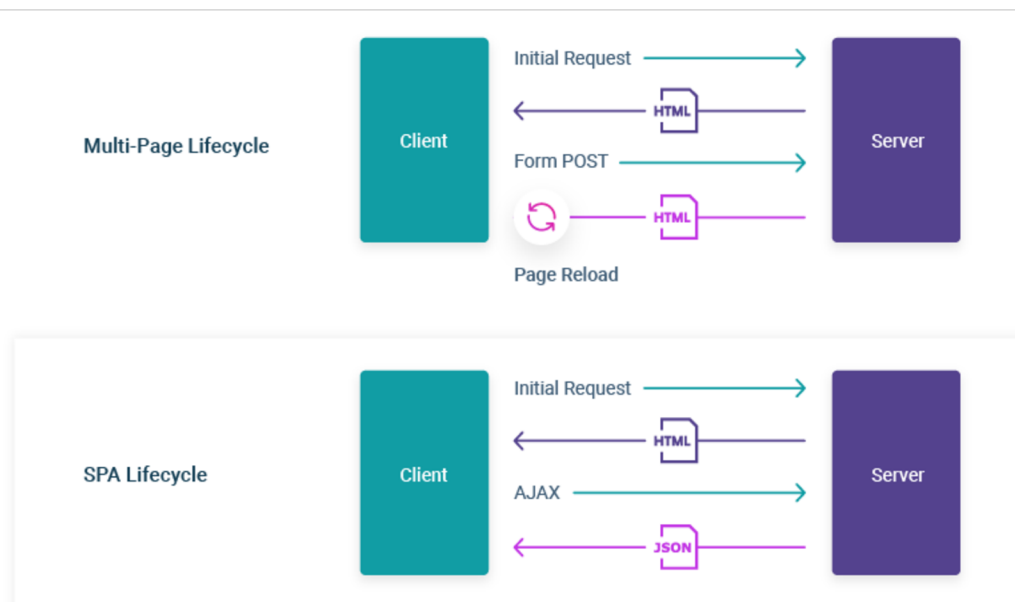 Multi-Page Lifecycle
Client
Initial Request
HTML
Form POST
HTML
Page Reload
Server
SPA Lifecycle
Client
Initial Request
HTML
AJAX
JSON
Server